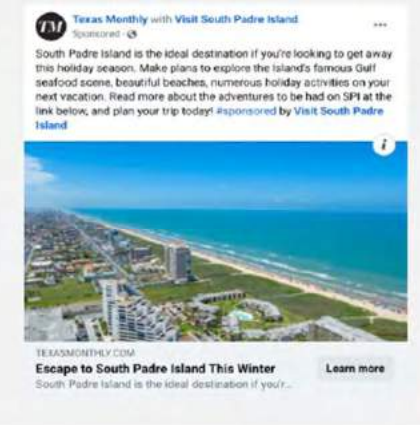 TM
Texas Monthly with Visit South Padre Island
Sponsored ·
South Padre Island is the ideal destination if you're looking to get away
this holiday season. Make plans to explore the Island's famous Gulf
seafood scene, beautiful beaches, numerous holiday activities on your
next vacation. Read more about the adventures to be had on SPI at the
link below, and plan your trip today! #sponsored by Visit South Padre
Island
i
TEXASMONTHLY.COM
Escape to South Padre Island This Winter
Learn more
South Padre Island is the ideal destination if you'r...